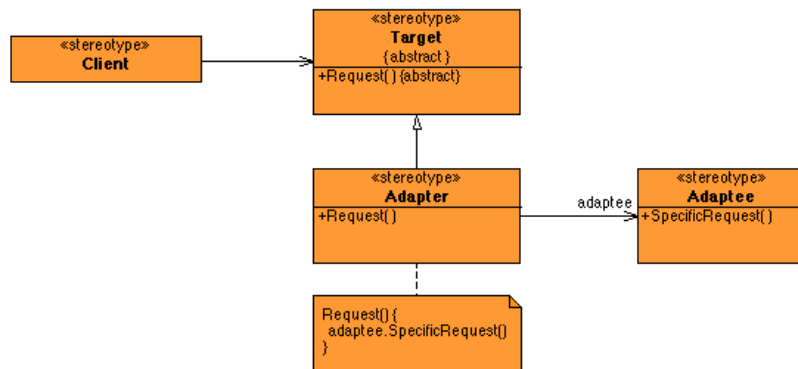 «stereotype»
Client
«stereotype»
Target
{abstract}
+Request() {abstract}
«stereotype»
Adapter
+Request()
adaptee
«stereotype»
Adaptee
+SpecificRequest()
Request() {
adaptee.SpecificRequest()
}